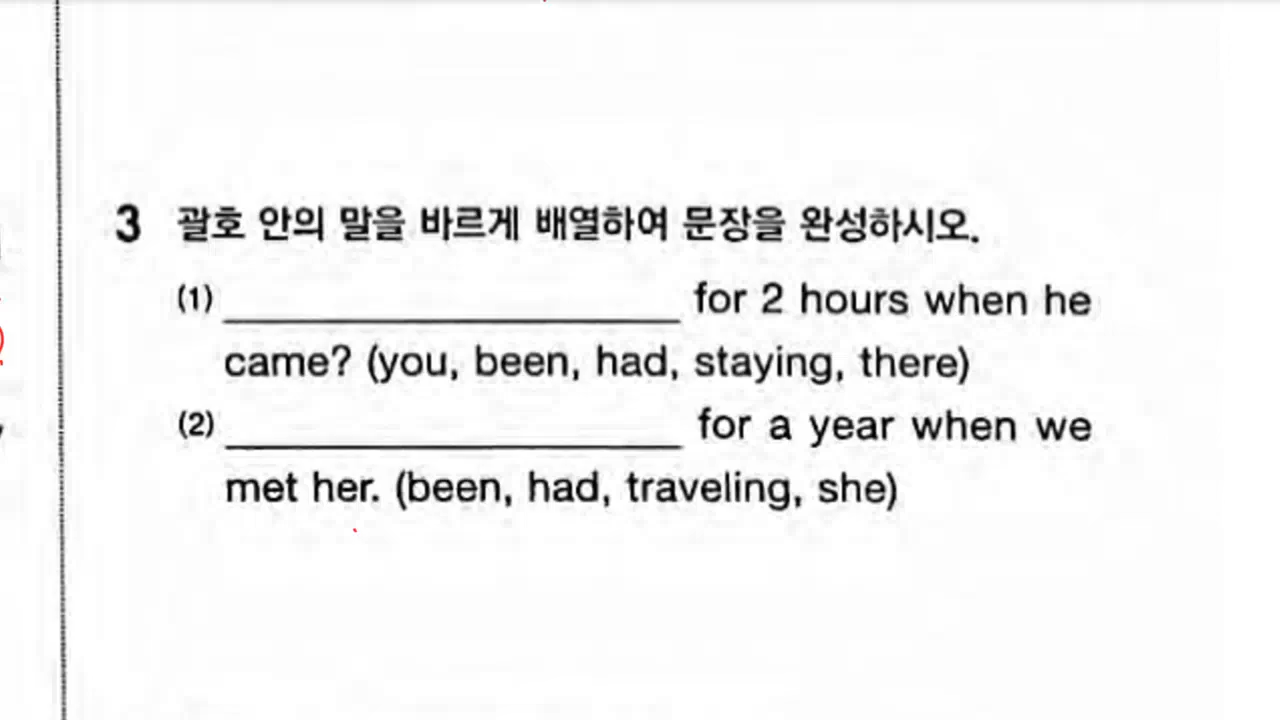 3 괄호 안의 말을 바르게 배열하여 문장을 완성하시오.
(1) ____________________ for 2 hours when he
came? (you, been, had, staying, there)
(2) ____________________ for a year when we
met her. (been, had, traveling, she)